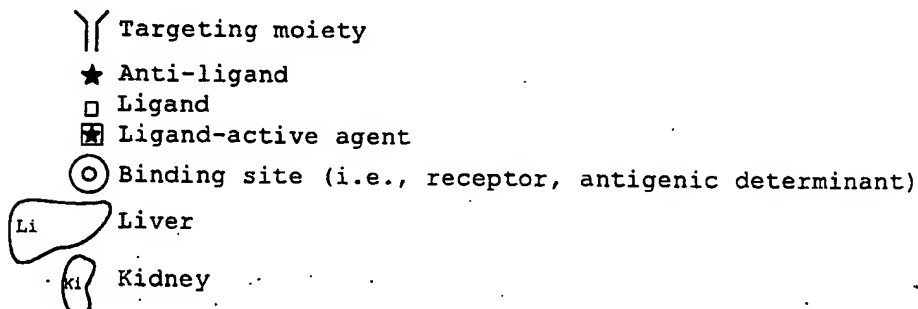 Targeting moiety
Anti-ligand
Ligand
Ligand-active agent
Binding site (i.e., receptor, antigenic determinant)
Li Liver
Ki Kidney